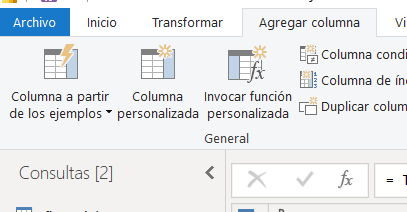 Archivo Inicio Transformar Agregar columna Vi
Columna a partir de los ejemplos
Columna personalizada
Invocar función personalizada
Columna condi
Columna de ín
Duplicar colum
General
Consultas [2]
fx
=